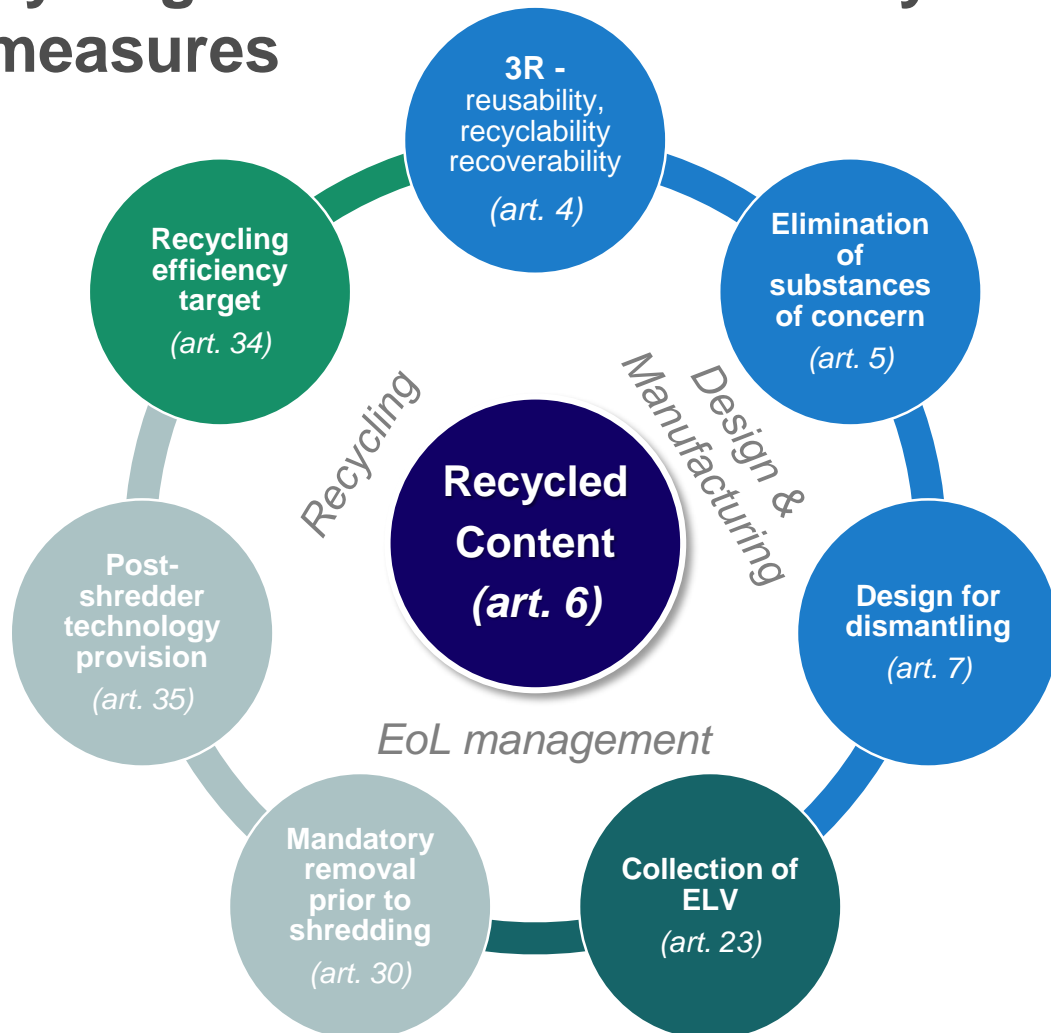 measures
3R -
reusability,
recyclability
recoverability
(art. 4)
Elimination
of
substances
of concern
(art. 5)
Design for
dismantling
(art. 7)
Collection of
ELV
(art. 23)
Mandatory
removal
prior to
shredding
(art. 30)
Post-
shredder
technology
provision
(art. 35)
Recycling
efficiency
target
(art. 34)
Recycling
Design &
Manufacturing
EoL management
Recycled
Content
(art. 6)